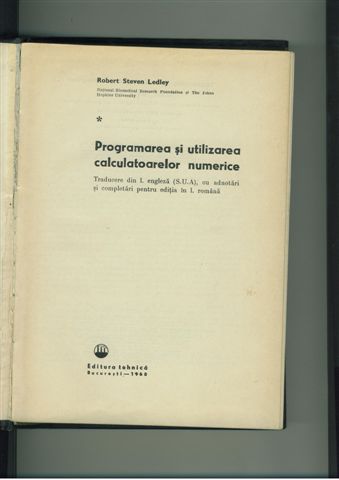 Robert Steven Ledley
National Biomedical Research Foundation of The Johns
Hopkins University
*
Programarea și utilizarea
calculatoarelor numerice
Traducere din l. engleză (S.U.A), cu adnotări
și completări pentru ediția în l. română
Editura tehnică
București—1968